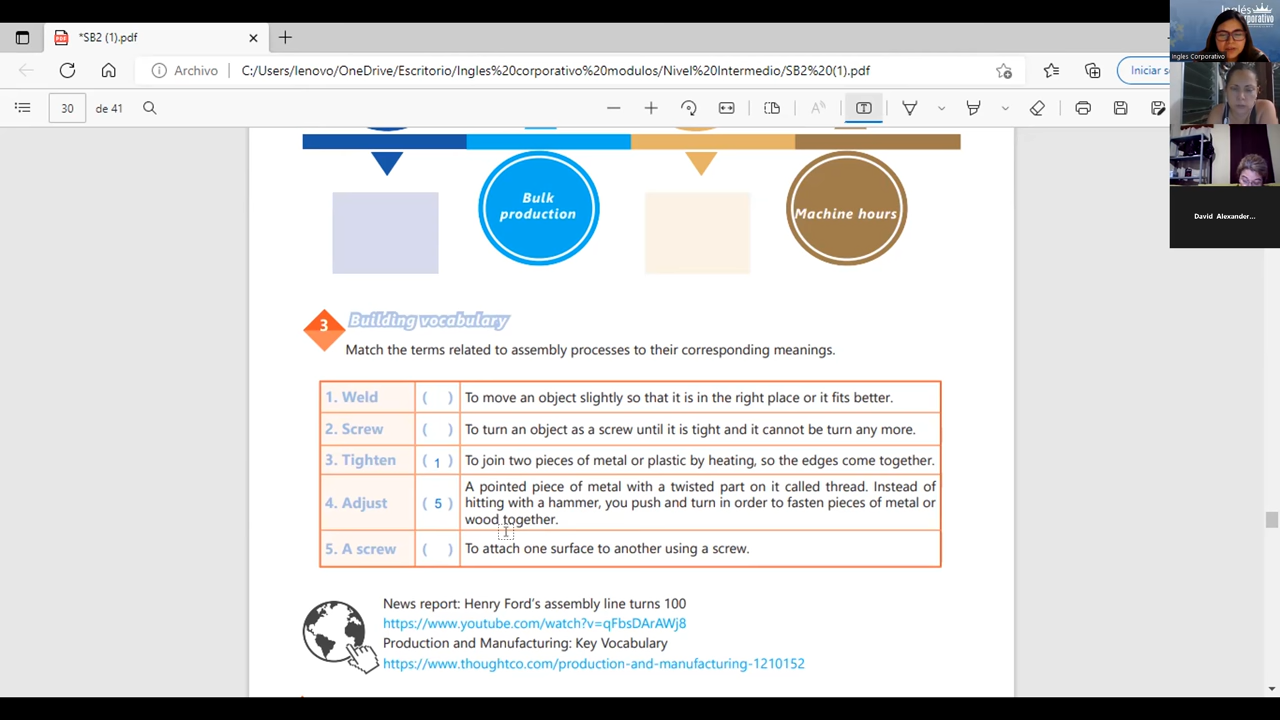 *SB2 (1).pdf
Archivo
C:/Users/lenovo/OneDrive/Escritorio/Ingles%20corporativo%20modulos/Nivel%20Intermedio/SB2%20(1).pdf
Iniciar s
30
de 41
Inglés
Corporativo
Ingles Corporativo
David Alexander...
Bulk
production
Machine hours
3
Building vocabulary
Match the terms related to assembly processes to their corresponding meanings.
1. Weld ( ) To move an object slightly so that it is in the right place or it fits better.
2. Screw ( ) To turn an object as a screw until it is tight and it cannot be turn any more.
3. Tighten ( 1 ) To join two pieces of metal or plastic by heating, so the edges come together.
4. Adjust ( 5 ) A pointed piece of metal with a twisted part on it called thread. Instead of
hitting with a hammer, you push and turn in order to fasten pieces of metal or
wood together.
5. A screw ( ) To attach one surface to another using a screw.
News report: Henry Ford's assembly line turns 100
https://www.youtube.com/watch?v=qFbsDArAWj8
Production and Manufacturing: Key Vocabulary
https://www.thoughtco.com/production-and-manufacturing-1210152